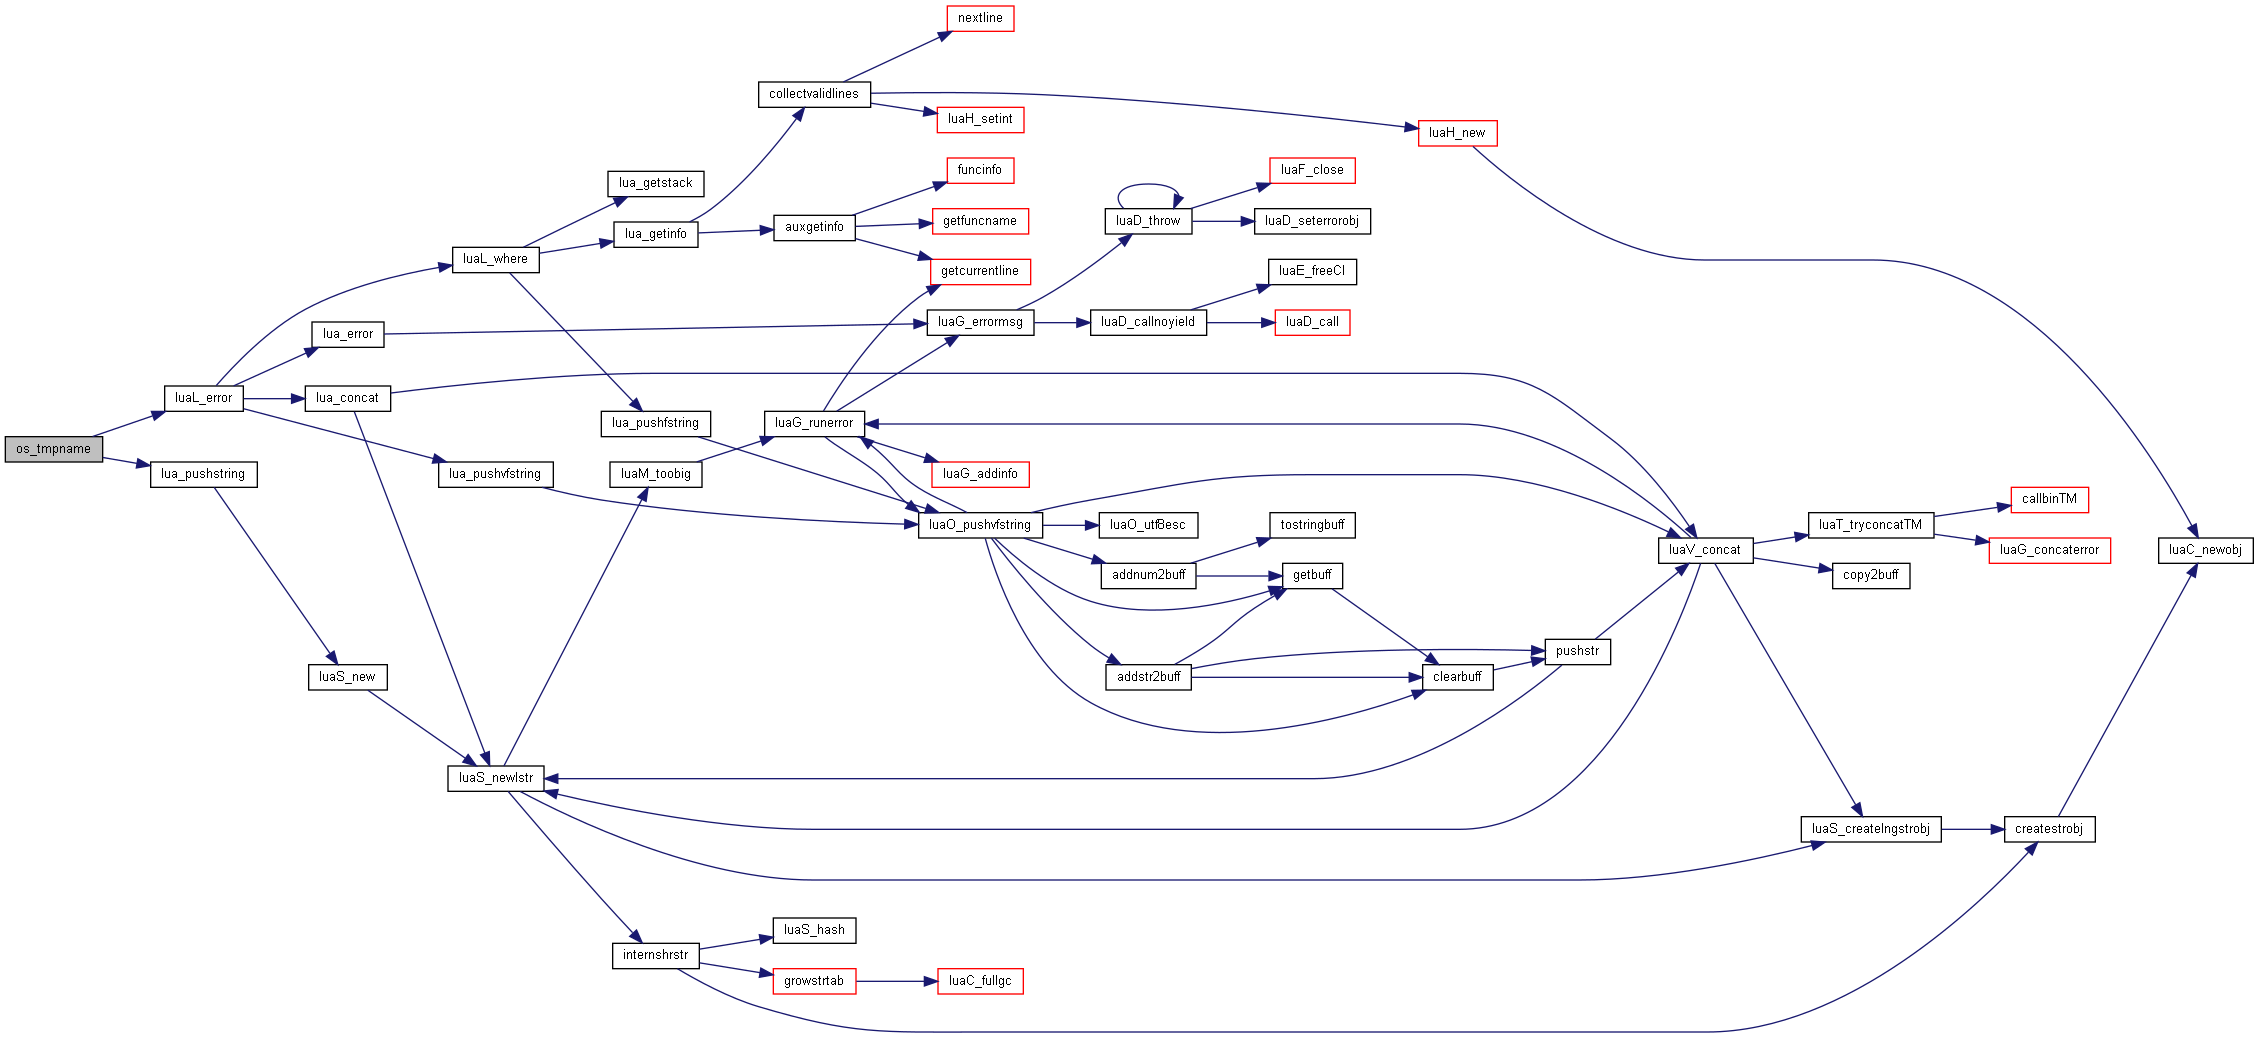 nextline
collectvalidlines
luaH_setint
luaH_new
funcinfo
luaF_close
lua_getstack
getfuncname
luaD_throw
luaD_seterrorobj
auxgetinfo
lua_getinfo
luaL_where
getcurrentline
luaE_freeCI
luaG_errormsg
luaD_callnoyield
luaD_call
lua_error
luaL_error
lua_concat
lua_pushfstring
luaG_runerror
os_tmpname
lua_pushstring
lua_pushvfstring
luaM_toobig
luaG_addinfo
callbinTM
luaO_pushvfstring
luaO_utf8esc
tostringbuff
luaT_tryconcatTM
luaV_concat
luaG_concaterror
luaC_newobj
addnum2buff
getbuff
copy2buff
pushstr
luaS_new
addstr2buff
clearbuff
luaS_newlstr
luaS_createlngstrobj
createstrobj
luaS_hash
internshrstr
growstrtab
luaC_fullgc